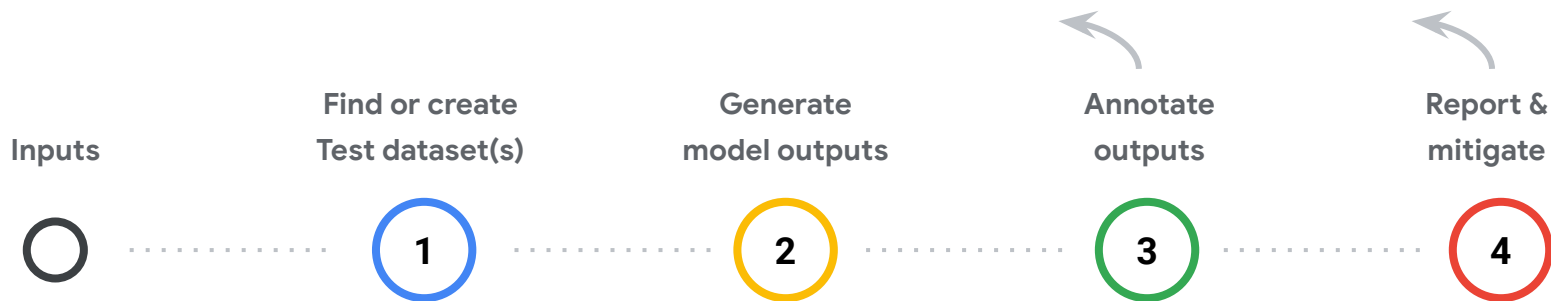 Inputs
Find or create
Test dataset(s)
Generate
model outputs
Annotate
outputs
Report &
mitigate
1
2
3
4